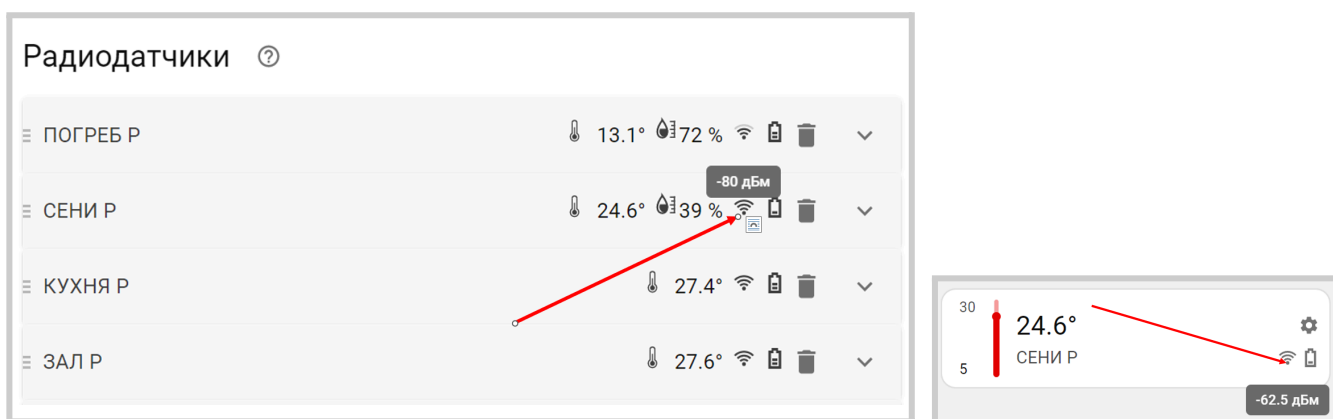 Радиодатчики
ПОГРЕБ Р 13.1° 72 %
-80 дБм
СЕНИ Р 24.6° 39 %
КУХНЯ Р 27.4°
ЗАЛ Р 27.6°
30
24.6°
СЕНИ Р
5
-62.5 дБм